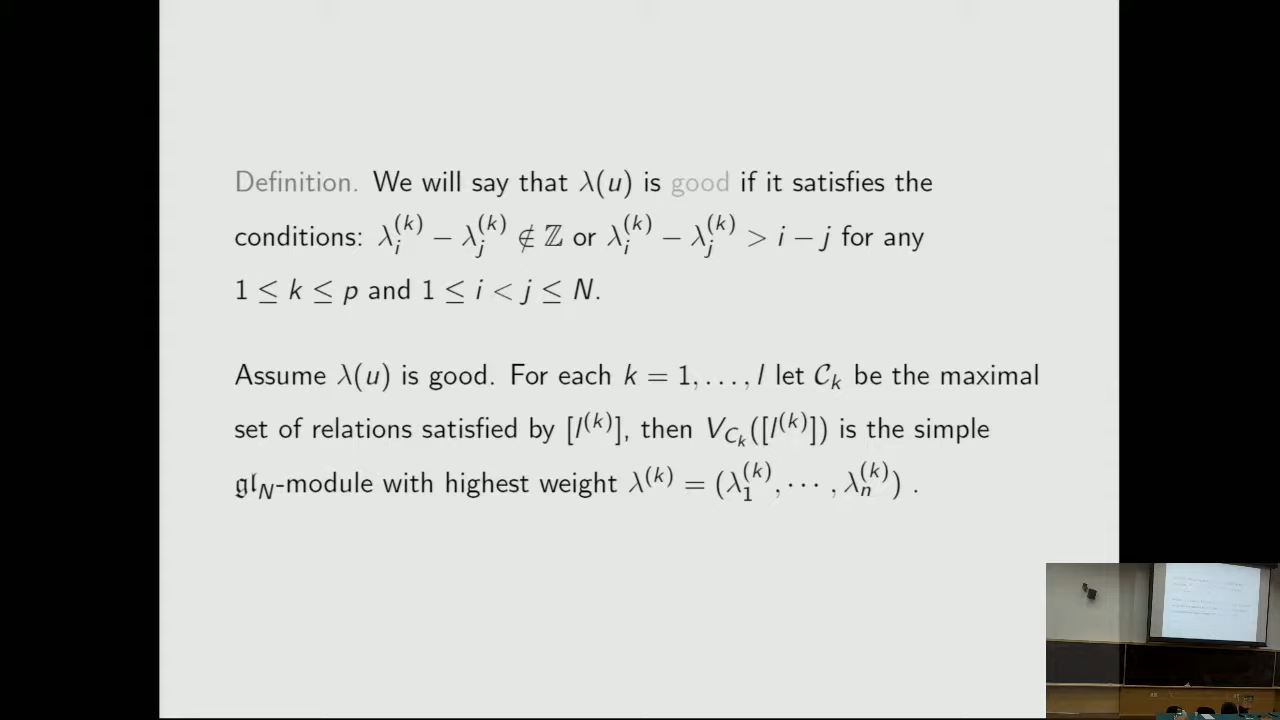 Definition. We will say that λ(u) is good if it satisfies the
conditions: λ_i^{(k)} − λ_j^{(k)} ∉ ℤ or λ_i^{(k)} − λ_j^{(k)} > i − j for any
1 ≤ k ≤ p and 1 ≤ i < j ≤ N.
Assume λ(u) is good. For each k = 1, . . . , l let 𝒞_k be the maximal
set of relations satisfied by [l^{(k)}], then V_{C_k}([l^{(k)}]) is the simple
𝔤𝔩_N-module with highest weight λ^{(k)} = (λ_1^{(k)}, ⋯ , λ_n^{(k)}) .